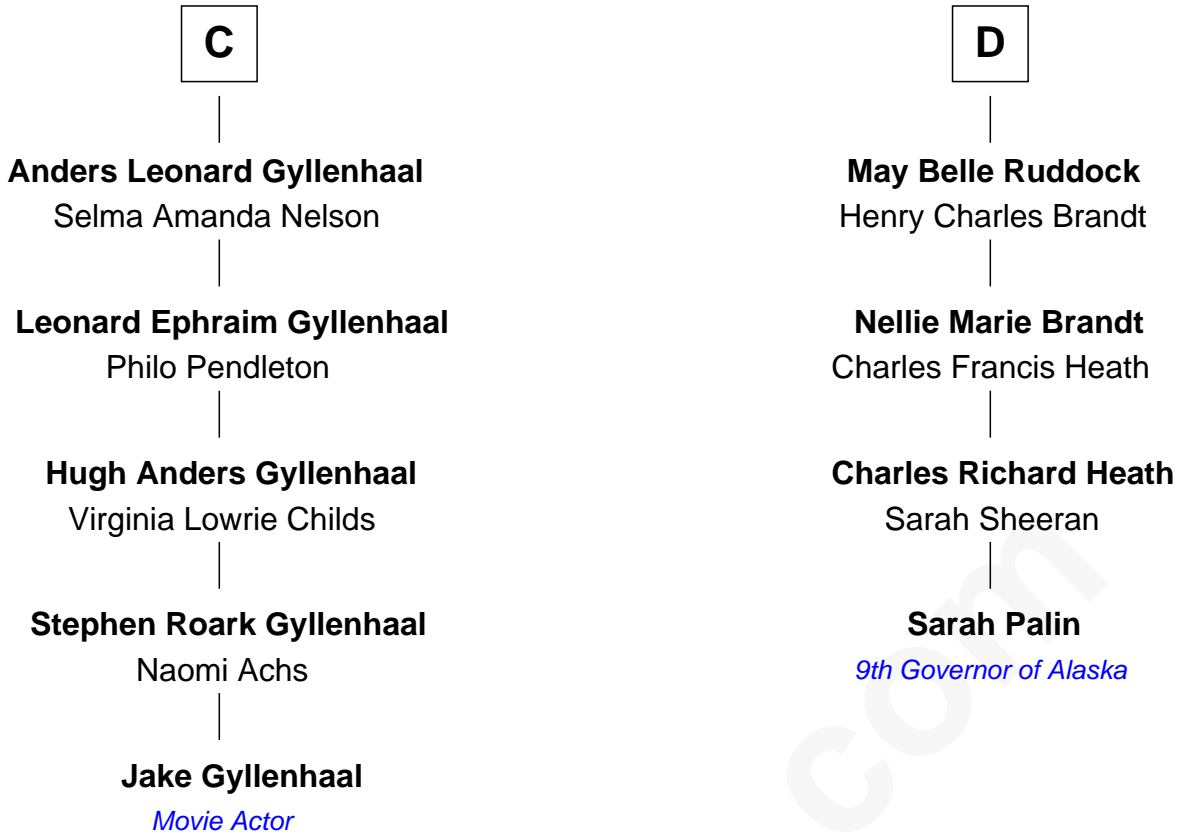 C
Anders Leonard Gyllenhaal
Selma Amanda Nelson
Leonard Ephraim Gyllenhaal
Philo Pendleton
Hugh Anders Gyllenhaal
Virginia Lowrie Childs
Stephen Roark Gyllenhaal
Naomi Achs
Jake Gyllenhaal
Movie Actor
D
May Belle Ruddock
Henry Charles Brandt
Nellie Marie Brandt
Charles Francis Heath
Charles Richard Heath
Sarah Sheeran
Sarah Palin
9th Governor of Alaska
com